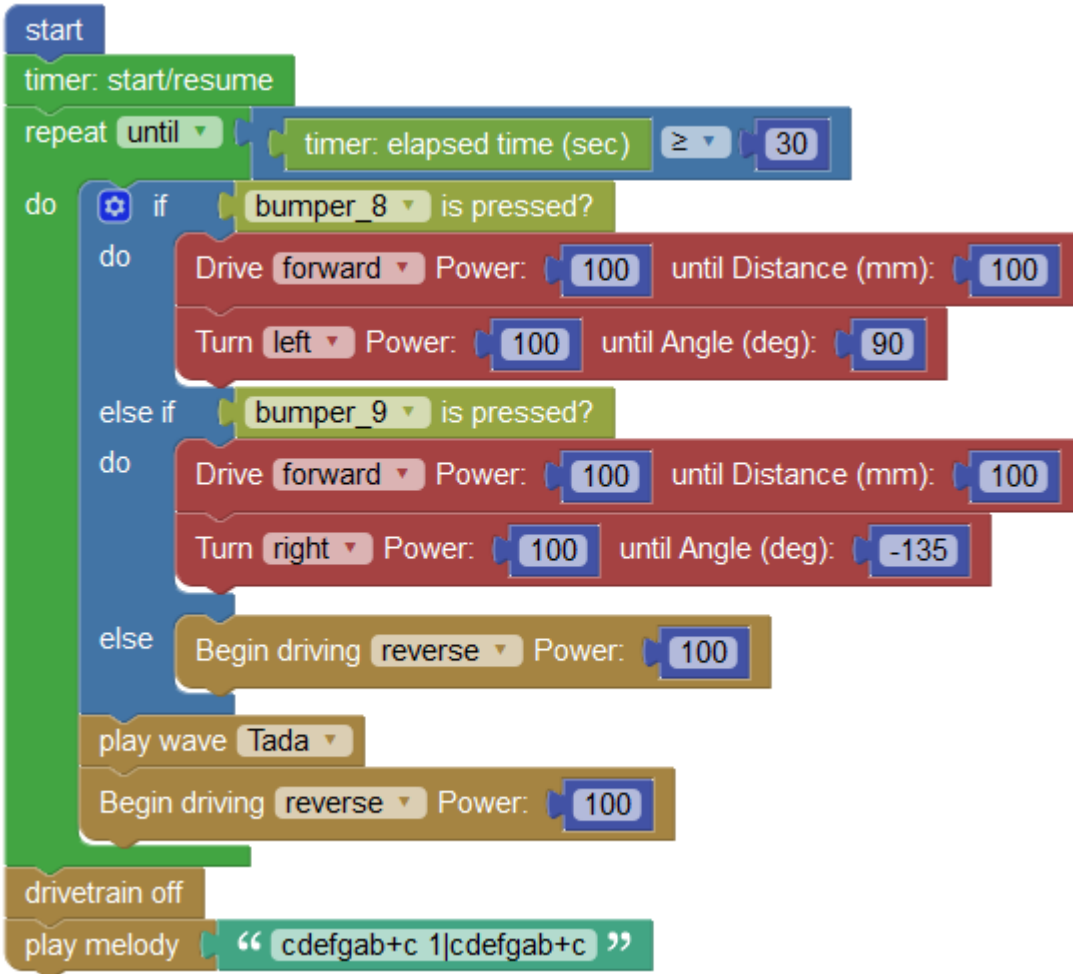 start
timer: start/resume
repeat until timer: elapsed time (sec) ≥ 30
do if bumper_8 is pressed?
do Drive forward Power: 100 until Distance (mm): 100
Turn left Power: 100 until Angle (deg): 90
else if bumper_9 is pressed?
do Drive forward Power: 100 until Distance (mm): 100
Turn right Power: 100 until Angle (deg): -135
else Begin driving reverse Power: 100
play wave Tada
Begin driving reverse Power: 100
drivetrain off
play melody “ cdefgab+c 1|cdefgab+c ”